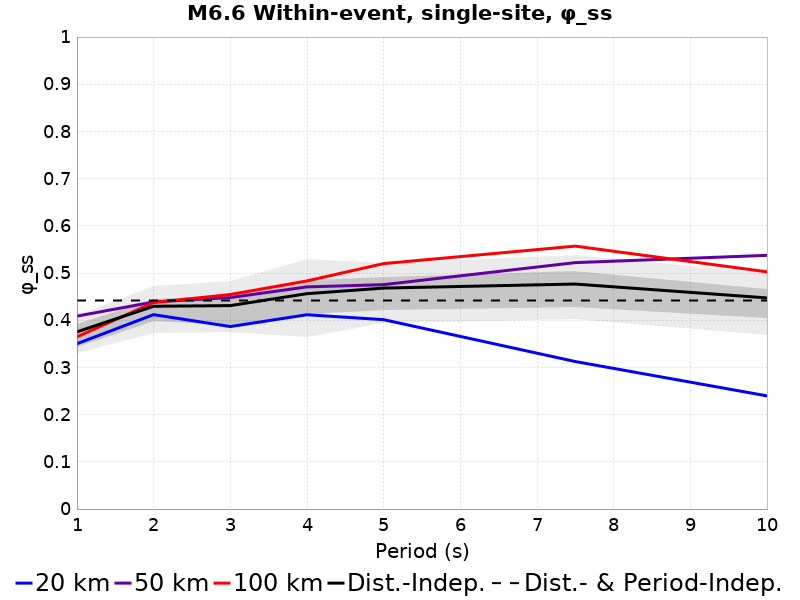 M6.6 Within-event, single-site, φ_ss
1
0.9
0.8
0.7
0.6
0.5
0.4
0.3
0.2
0.1
0
φ_ss
1 2 3 4 5 6 7 8 9 10
Period (s)
20 km 50 km 100 km Dist.-Indep. Dist.- & Period-Indep.